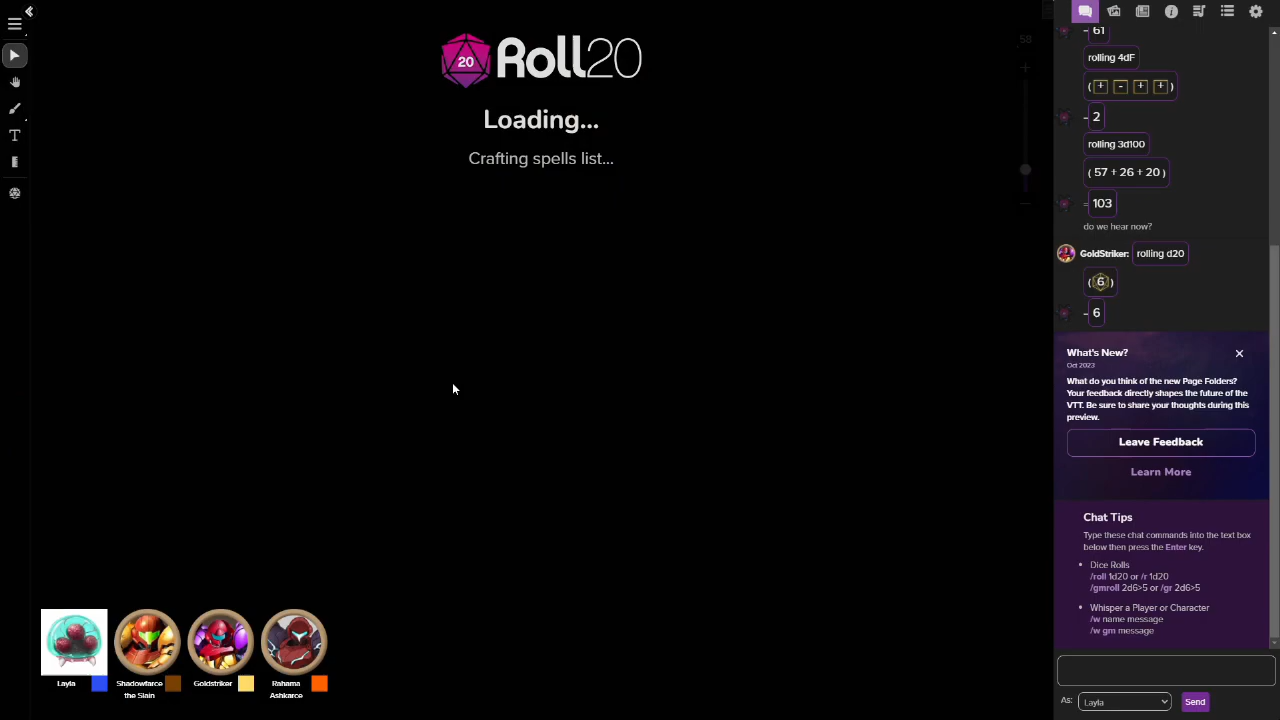 20 Roll20
Loading...
Crafting spells list...
58
61
rolling 4dF
( + - + + )
2
rolling 3d100
( 57 + 26 + 20 )
= 103
do we hear now?
GoldStriker: rolling d20
( 6 )
6
What's New?
Oct 2023
What do you think of the new Page Folders?
Your feedback directly shapes the future of the
VTT. Be sure to share your thoughts during this
preview.
Leave Feedback
Learn More
Chat Tips
Type these chat commands into the text box
below then press the Enter key.
• Dice Rolls
/roll 1d20 or /r 1d20
/gmroll 2d6>5 or /gr 2d6>5
• Whisper a Player or Character
/w name message
/w gm message
As: Layla
Send
Layla
Shadowfarce
the Slain
Goldstriker
Rahama
Ashkarce